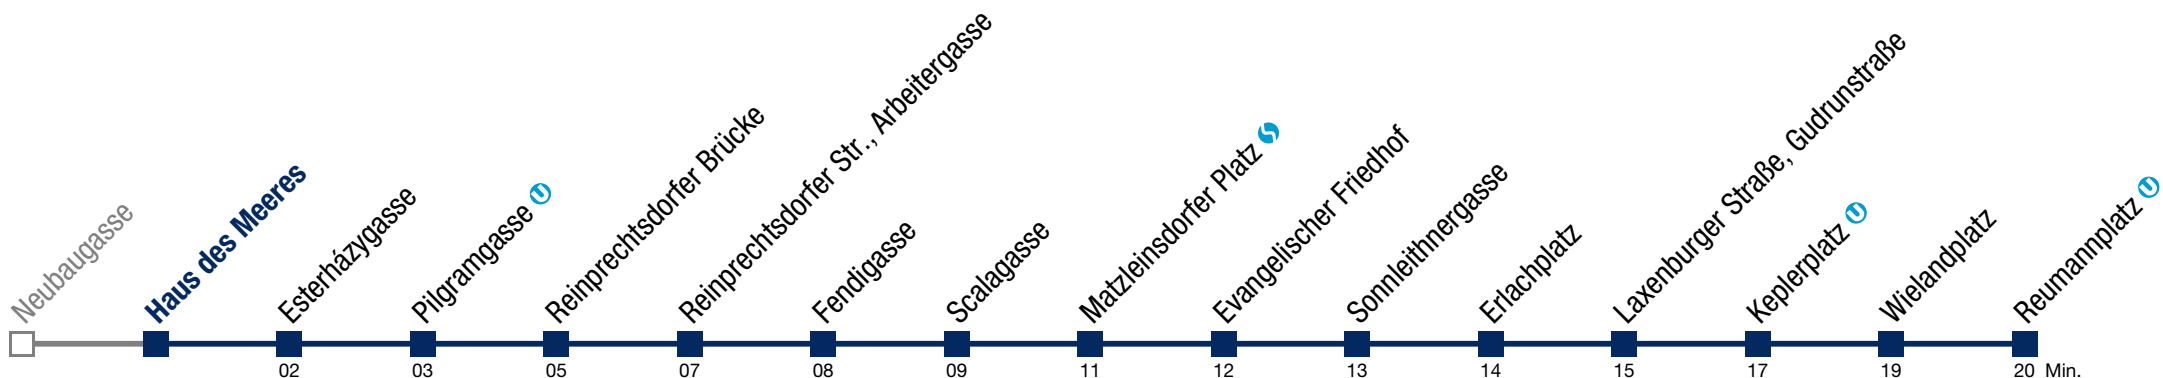 Neubaugasse
Haus des Meeres
Esterházygasse
Pilgramgasse U
Reinprechtsdorfer Brücke
Reinprechtsdorfer Str., Arbeitergasse
Fendigasse
Scalagasse
Matzleinsdorfer Platz S
Evangelischer Friedhof
Sonnleithnergasse
Erlachplatz
Laxenburger Straße, Gudrunstraße
Keplerplatz U
Wielandplatz
Reumannplatz U
02 03 05 07 08 09 11 12 13 14 15 17 19 20 Min.